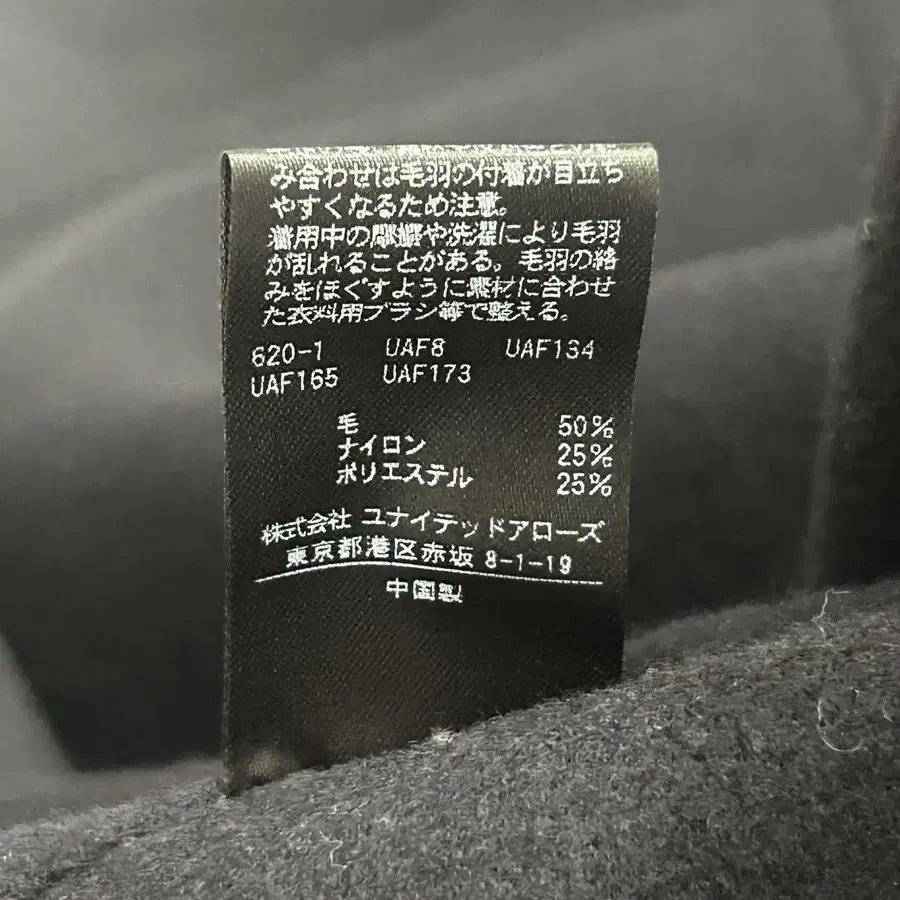 み合わせは毛羽の付着が目立ち
やすくなるため注意。
着用中の摩擦や洗濯により毛羽
が乱れることがある。毛羽の絡
みをほぐすように素材に合わせ
た衣料用ブラシ等で整える。
620-1 UAF8 UAF134
UAF165 UAF173
毛 50%
ナイロン 25%
ポリエステル 25%
株式会社 ユナイテッドアローズ
東京都港区赤坂 8-1-19
中国製